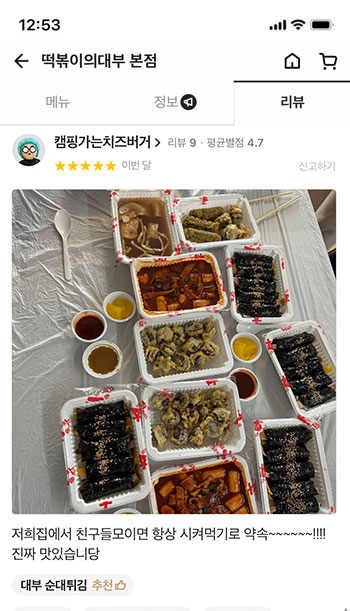 12:53
떡볶이의대부 본점
메뉴
정보
리뷰
캠핑가는치즈버거 > 리뷰 9 · 평균별점 4.7
★★★★★ 이번 달
신고하기
저희집에서 친구들모이면 항상 시켜먹기로 약속~~~~~~!!!!
진짜 맛있습니당
대부 순대튀김 추천